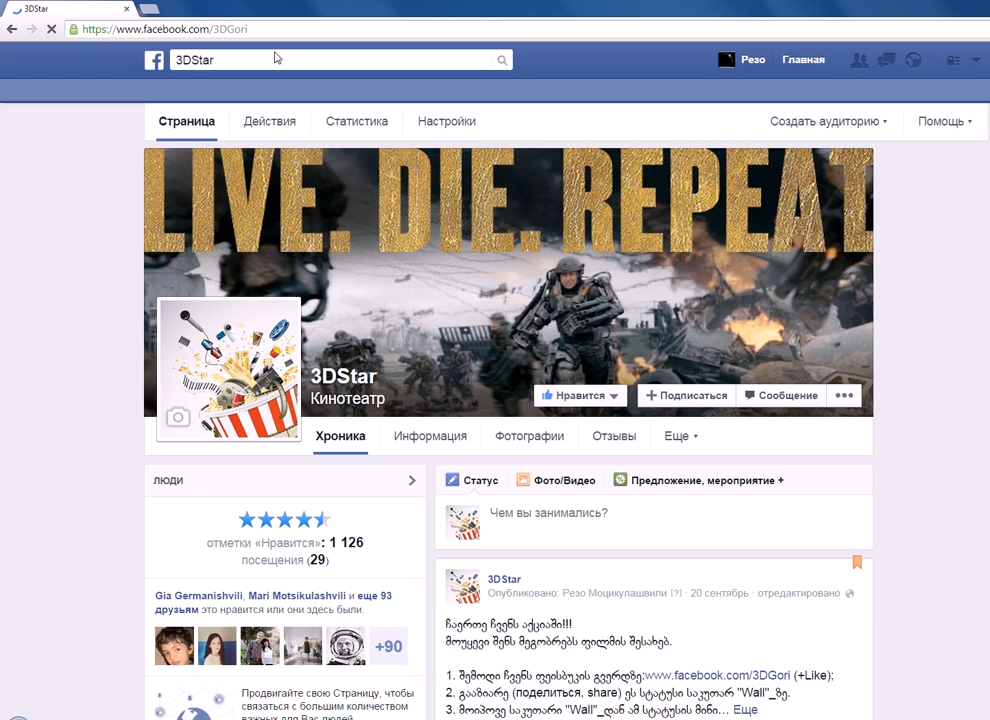 3DStar
https://www.facebook.com/3DGori
3DStar
Резо
Главная
Страница
Действия
Статистика
Настройки
Создать аудиторию
Помощь
LIVE. DIE. REPEAT
3DStar
Кинотеатр
Нравится
Подписаться
Сообщение
Хроника
Информация
Фотографии
Отзывы
Еще
ЛЮДИ
отметки «Нравится»: 1 126
посещения (29)
Gia Germanishvili, Mari Motsikulashvili и еще 93
друзьям это нравится или они здесь были.
+90
Продвигайте свою Страницу, чтобы
связаться с большим количеством
важных для Вас людей.
Статус
Фото/Видео
Предложение, мероприятие +
Чем вы занимались?
3DStar
Опубликовано: Резо Моцикулашвили [?] · 20 сентябрь · отредактировано
ჩაერთე ჩვენს აქციაში!!!
მოუყევი შენს მეგობრებს ფილმის შესახებ.
1. შემოდი ჩვენს ფეისბუკის გვერდზე:www.facebook.com/3DGori (+Like);
2. გააზიარე (поделиться, share) ეს სტატუსი საკუთარ "Wall"_ზე.
3. მოიპოვე საკუთარი "Wall"_დან ამ სტატუსის მინი... Еще